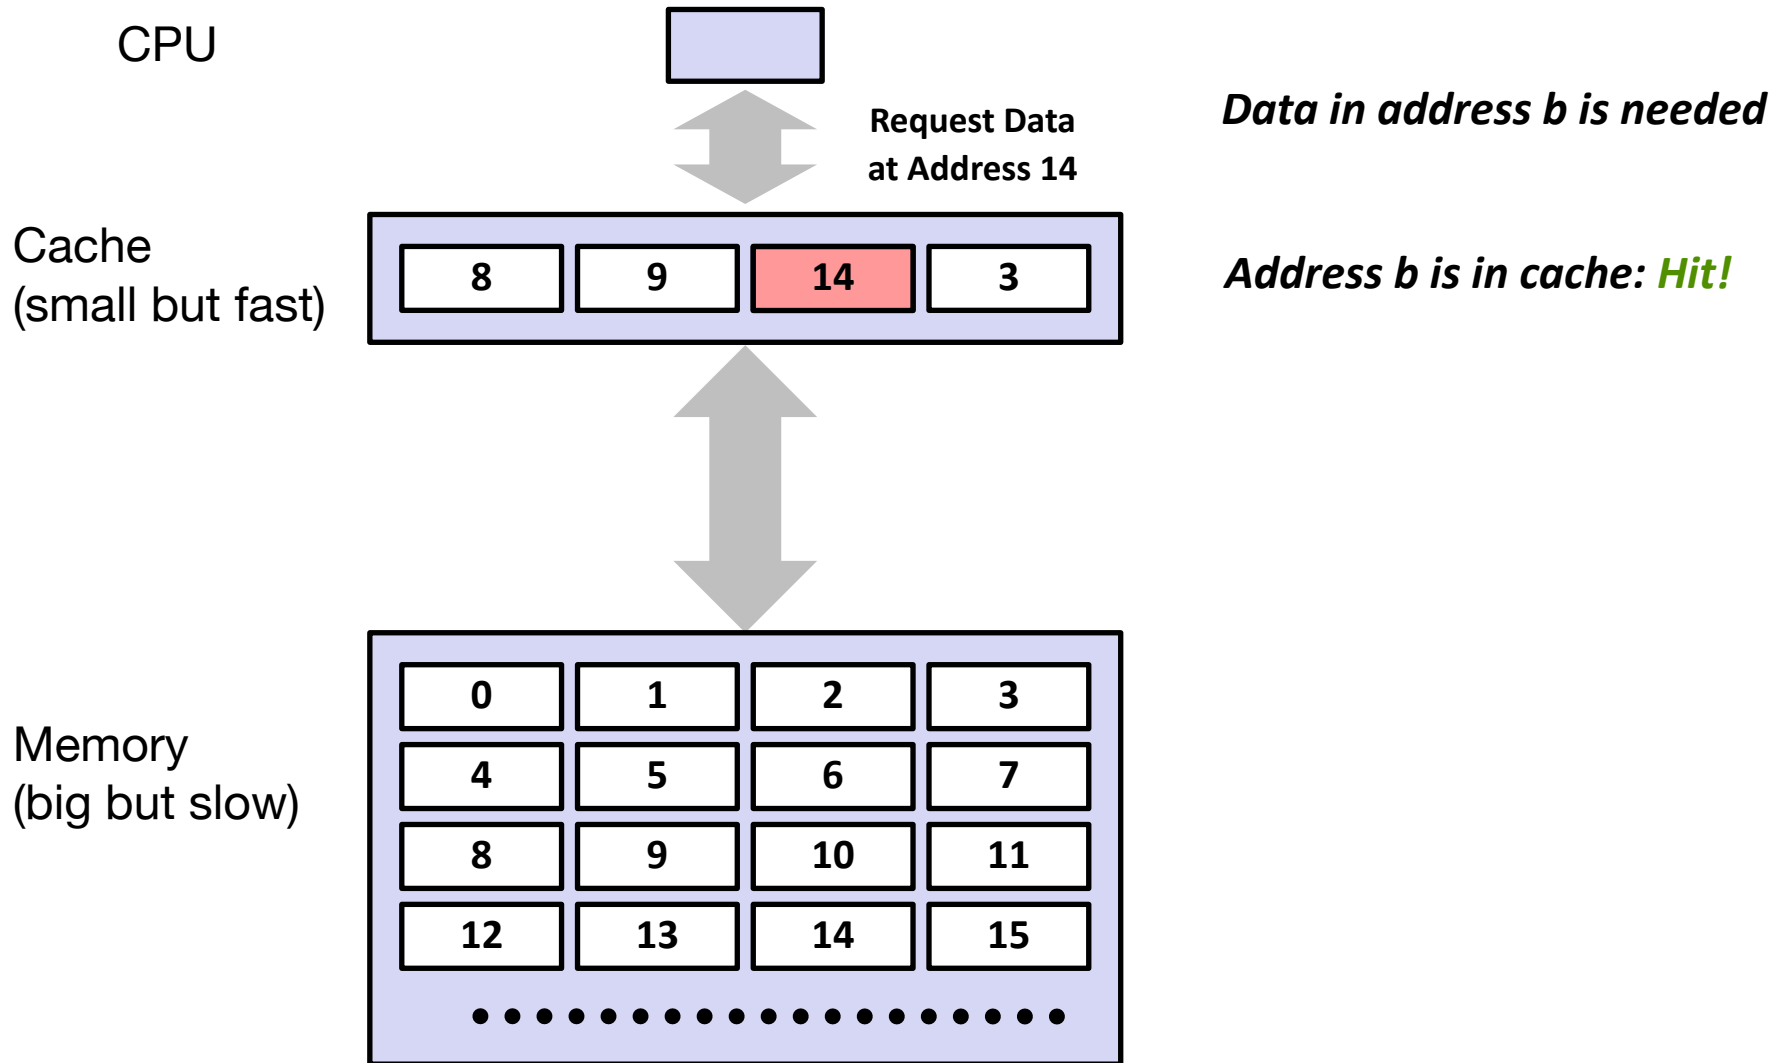 CPU
Request Data
at Address 14
Data in address b is needed
Cache
(small but fast)
8 9 14 3
Address b is in cache: Hit!
Memory
(big but slow)
0 1 2 3
4 5 6 7
8 9 10 11
12 13 14 15